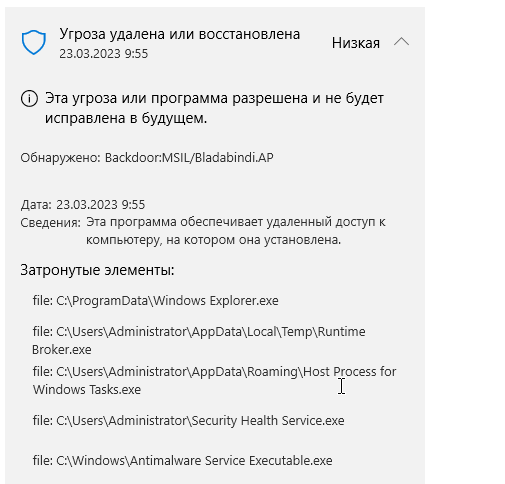 Угроза удалена или восстановлена
Низкая
23.03.2023 9:55
Эта угроза или программа разрешена и не будет
исправлена в будущем.
Обнаружено: Backdoor:MSIL/Bladabindi.AP
Дата: 23.03.2023 9:55
Сведения: Эта программа обеспечивает удаленный доступ к
компьютеру, на котором она установлена.
Затронутые элементы:
file: C:\ProgramData\Windows Explorer.exe
file: C:\Users\Administrator\AppData\Local\Temp\Runtime
Broker.exe
file: C:\Users\Administrator\AppData\Roaming\Host Process for
Windows Tasks.exe
file: C:\Users\Administrator\Security Health Service.exe
file: C:\Windows\Antimalware Service Executable.exe